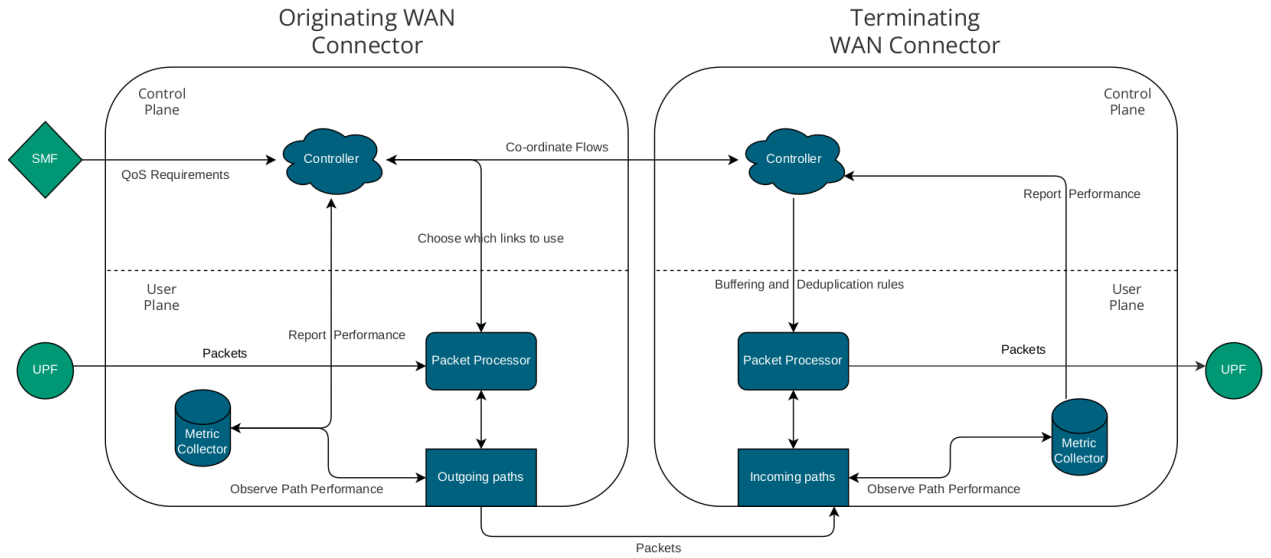 Originating WAN
Connector
Terminating
WAN Connector
Control
Plane
Control
Plane
SMF
Controller
Co-ordinate Flows
Controller
QoS Requirements
Report Performance
Choose which links to use
Buffering and Deduplication rules
User
Plane
User
Plane
Report Performance
Packets
Packet Processor
Packet Processor
Packets
UPF
UPF
Metric
Collector
Metric
Collector
Outgoing paths
Incoming paths
Observe Path Performance
Observe Path Performance
Packets